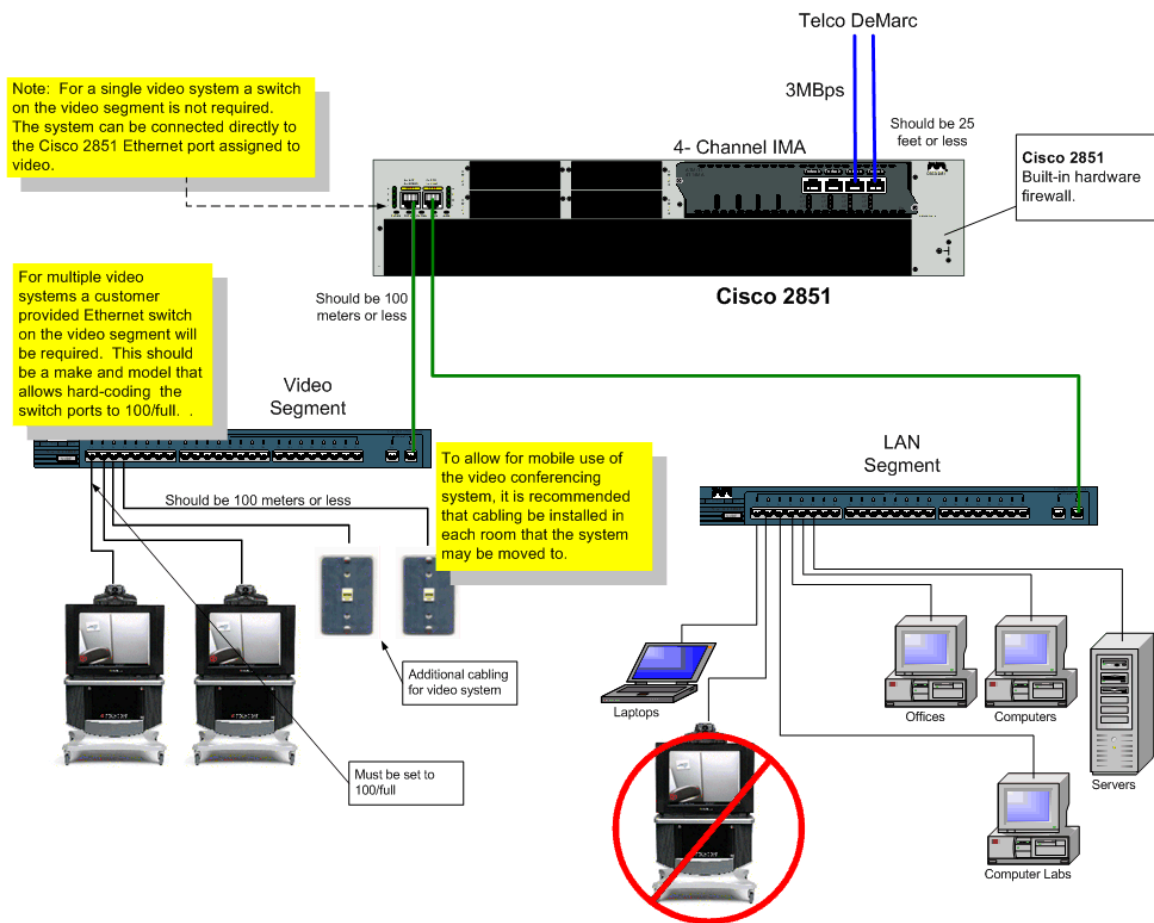 Telco DeMarc
3MBps
Should be 25
feet or less
4- Channel IMA
Note:  For a single video system a switch
on the video segment is not required.
The system can be connected directly to
the Cisco 2851 Ethernet port assigned to
video.
Cisco 2851
Built-in hardware
firewall.
Cisco 2851
Should be 100
meters or less
For multiple video
systems a customer
provided Ethernet switch
on the video segment will
be required.  This should
be a make and model that
allows hard-coding  the
switch ports to 100/full.  .
Video
Segment
LAN
Segment
To allow for mobile use of
the video conferencing
system, it is recommended
that cabling be installed in
each room that the system
may be moved to.
Should be 100 meters or less
Additional cabling
for video system
Must be set to
100/full
Laptops
Offices
Computers
Servers
Computer Labs